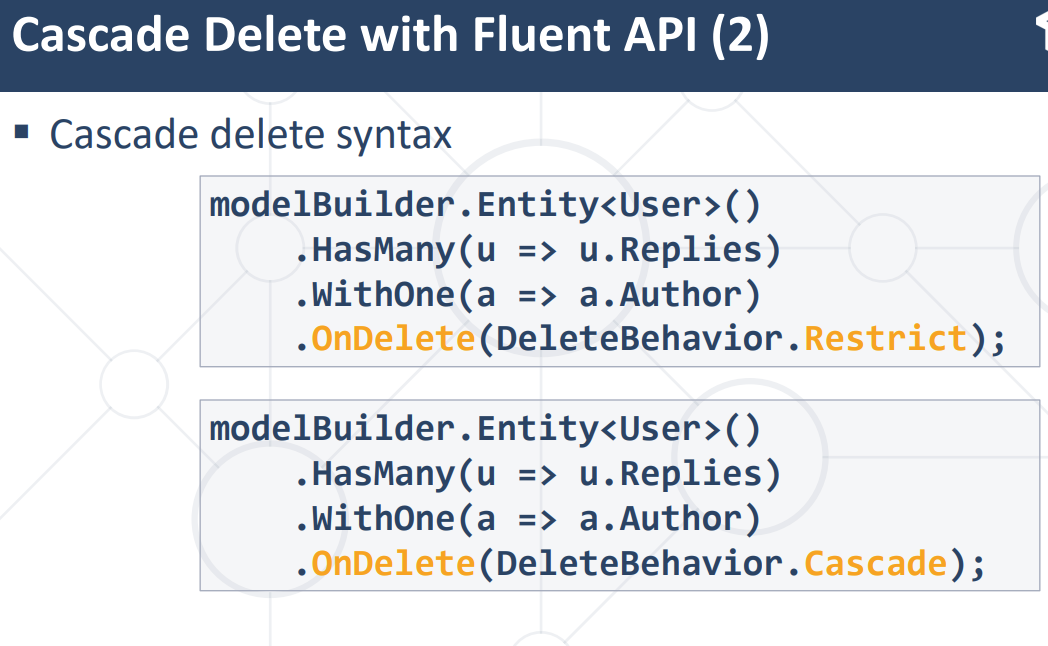 Cascade Delete with Fluent API (2)
▪ Cascade delete syntax
modelBuilder.Entity<User>()
    .HasMany(u => u.Replies)
    .WithOne(a => a.Author)
    .OnDelete(DeleteBehavior.Restrict);
modelBuilder.Entity<User>()
    .HasMany(u => u.Replies)
    .WithOne(a => a.Author)
    .OnDelete(DeleteBehavior.Cascade);